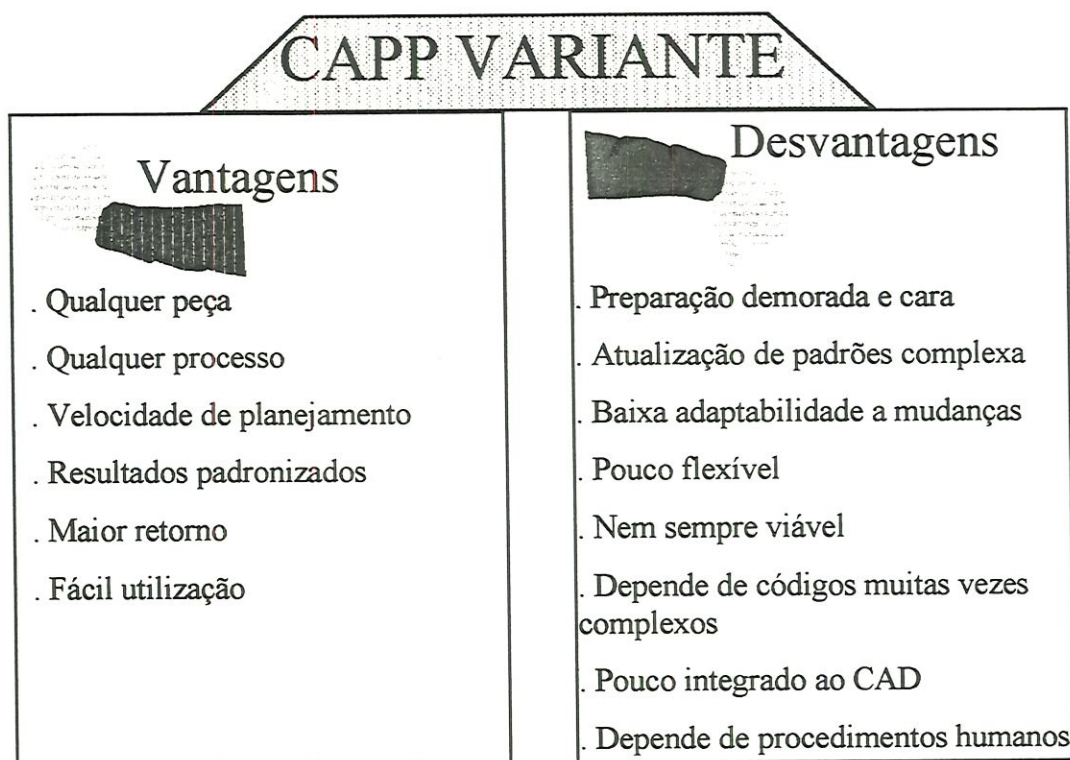 CAPP VARIANTE
Vantagens
. Qualquer peça
. Qualquer processo
. Velocidade de planejamento
. Resultados padronizados
. Maior retorno
. Fácil utilização
Desvantagens
. Preparação demorada e cara
. Atualização de padrões complexa
. Baixa adaptabilidade a mudanças
. Pouco flexível
. Nem sempre viável
. Depende de códigos muitas vezes
complexos
. Pouco integrado ao CAD
. Depende de procedimentos humanos